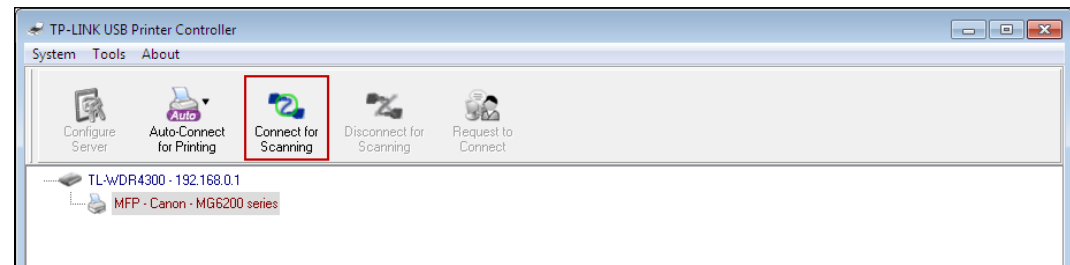 TP-LINK USB Printer Controller
System Tools About
Configure Server
Auto
Auto-Connect for Printing
Connect for Scanning
Disconnect for Scanning
Request to Connect
TL-WDR4300 - 192.168.0.1
MFP - Canon - MG6200 series